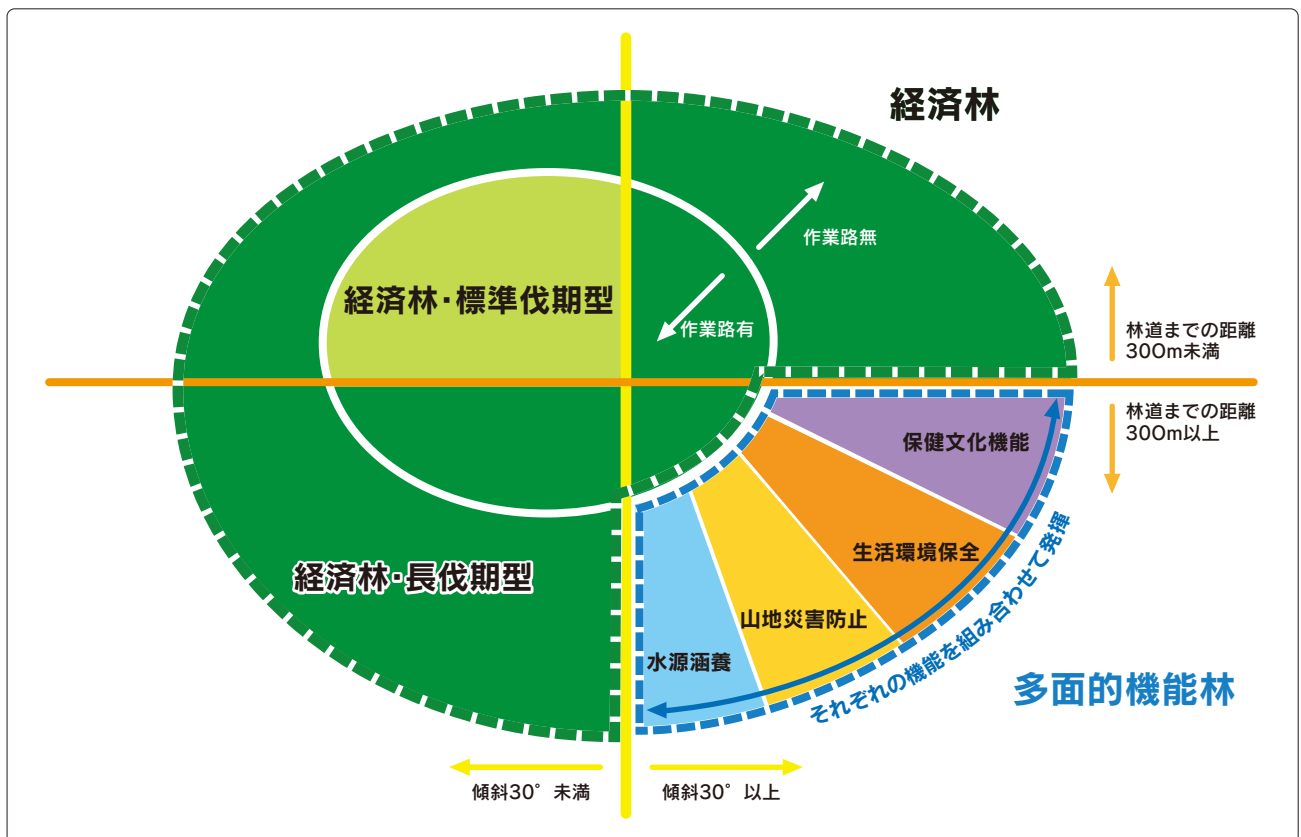 経済林
作業路無
経済林・標準伐期型
作業路有
林道までの距離
300m未満
林道までの距離
300m以上
保健文化機能
生活環境保全
経済林・長伐期型
山地災害防止
水源涵養
それぞれの機能を組み合わせて発揮
多面的機能林
傾斜30°未満
傾斜30°以上